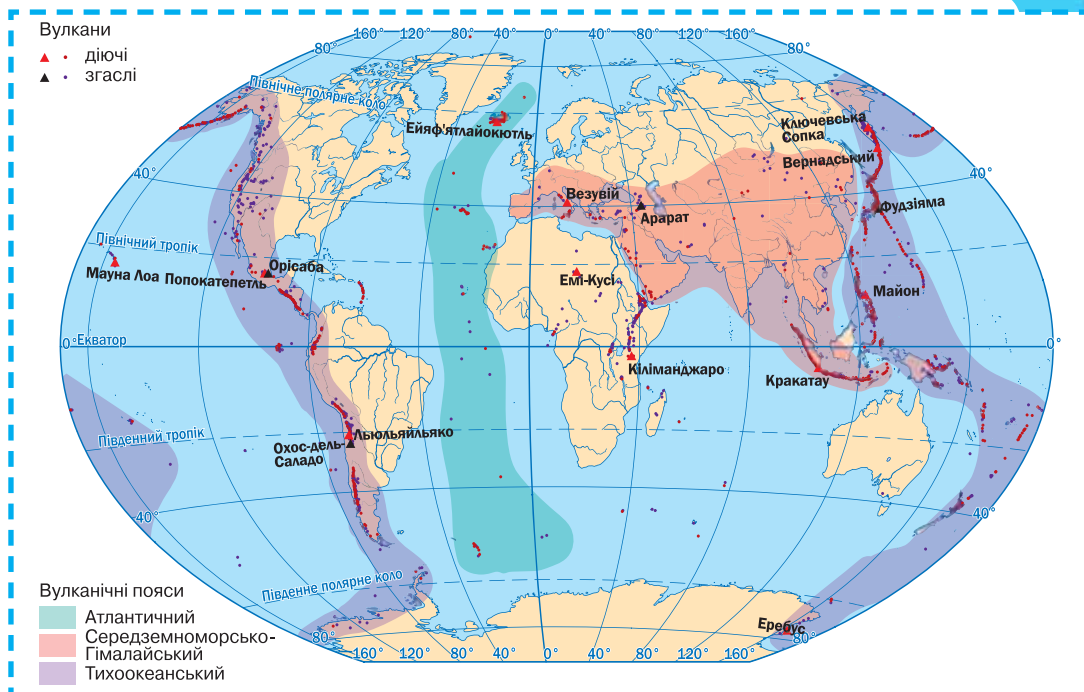 Вулкани
діючі
згаслі
160° 120° 80° 40° 0° 40° 80° 120° 160°
80°
80°
Північне полярне коло
Ейяф'ятлайокютль
Ключевська
Сопка
Вернадський
40°
40°
Везувій
Арарат
Фудзіяма
Північний тропік
Мауна Лоа
Попокатепетль
Орісаба
Емі-Кусі
Майон
0°
Екватор
0°
Кіліманджаро
Кракатау
Південний тропік
Льюльяйльяко
Охос-дель-
Саладо
40°
40°
Південне полярне коло
Еребус
80°
80°
160° 120° 80° 40° 0° 40° 80° 120° 160°
Вулканічні пояси
Атлантичний
Середземноморсько-
Гімалайський
Тихоокеанський